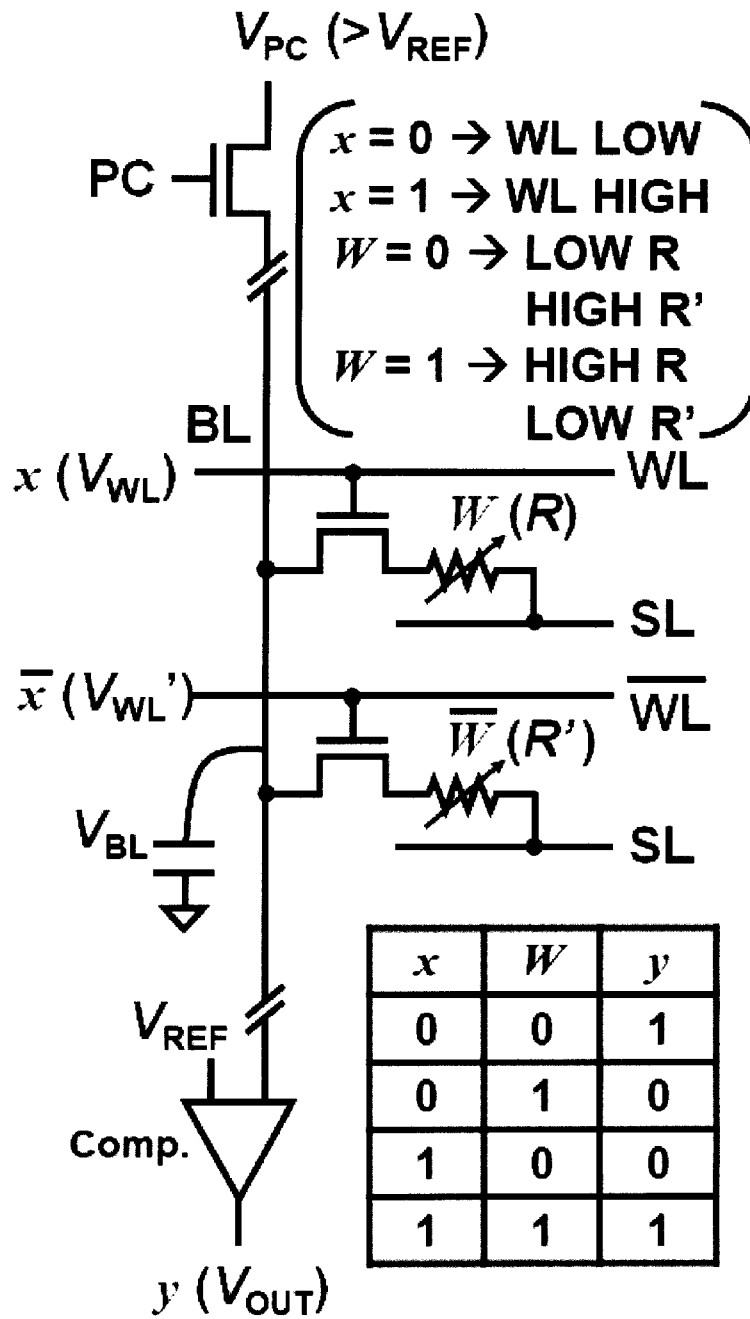 V_PC (> V_REF)
PC
x = 0 → WL LOW
x = 1 → WL HIGH
W = 0 → LOW R
HIGH R'
W = 1 → HIGH R
LOW R'
BL
x (V_WL)
WL
W (R)
SL
x̅ (V_WL')
W̅L̅
W̅ (R')
V_BL
SL
x W y
0 0 1
0 1 0
1 0 0
1 1 1
V_REF
Comp.
y (V_OUT)